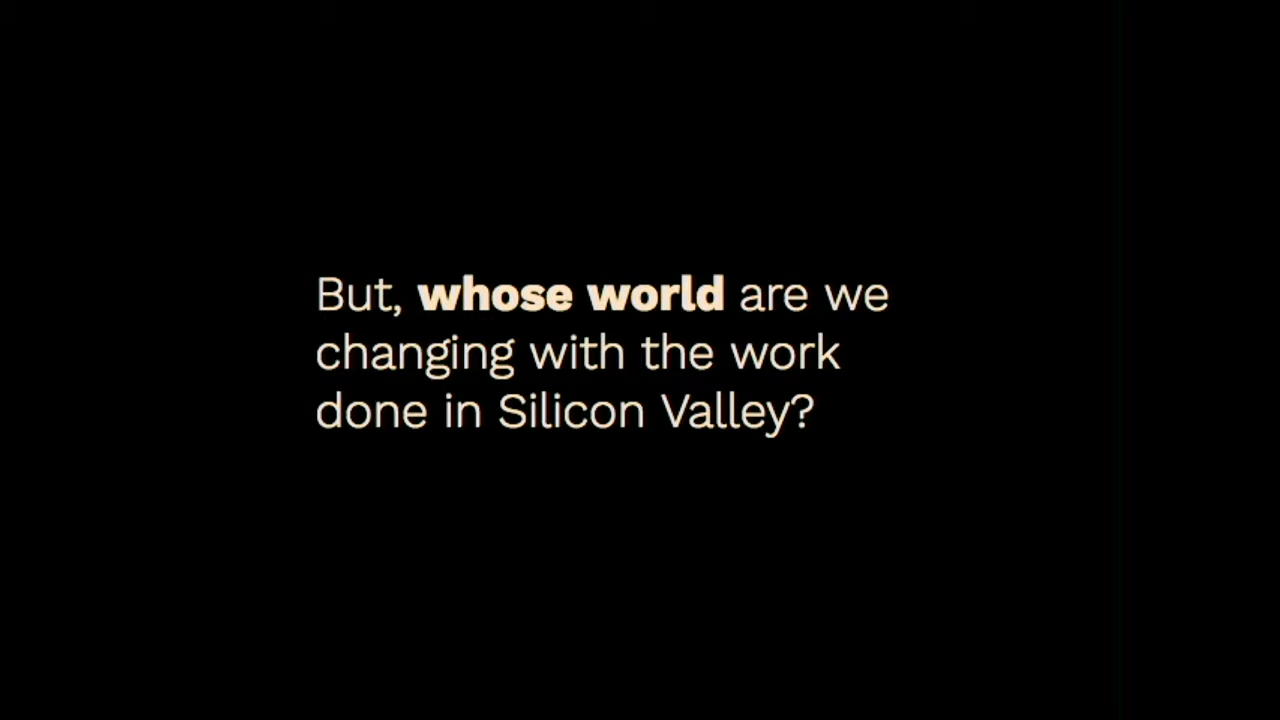 But, whose world are we
changing with the work
done in Silicon Valley?